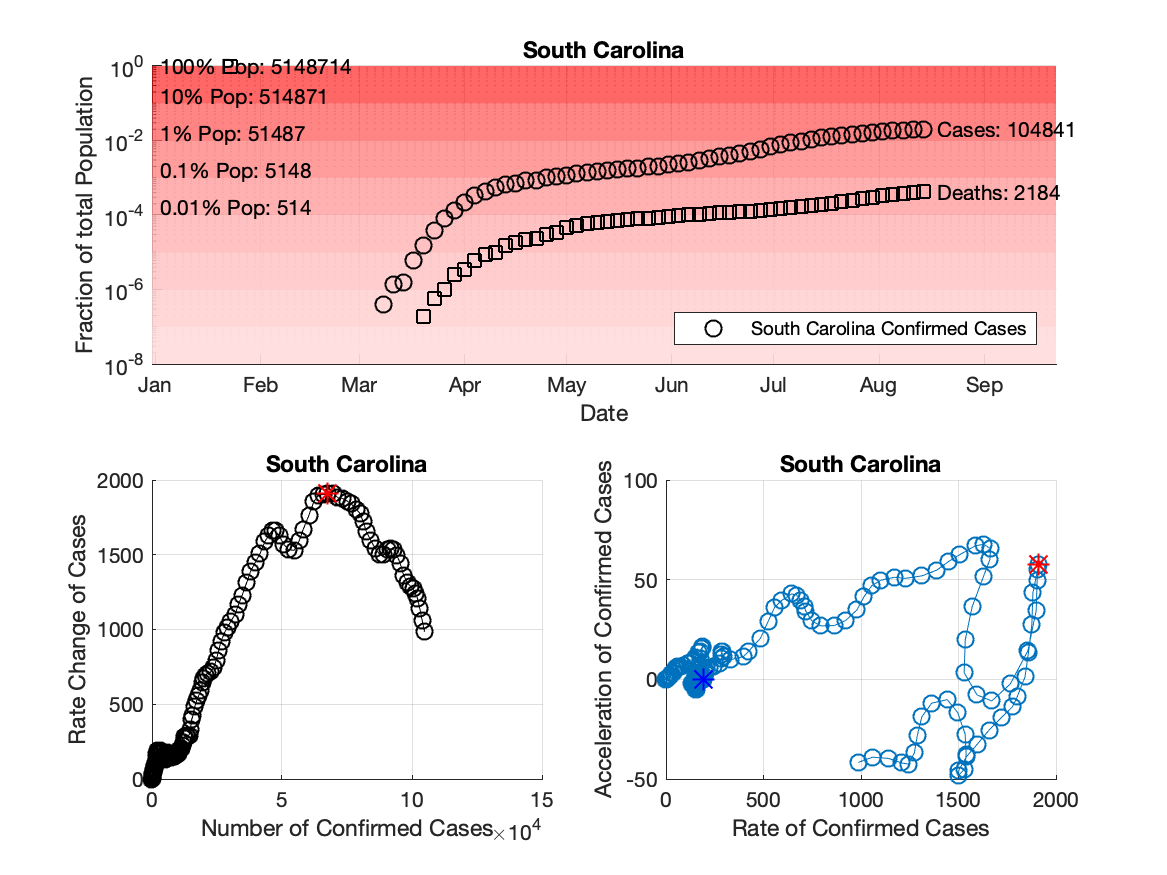 South Carolina
Fraction of total Population
10^0
10^-2
10^-4
10^-6
10^-8
100% Pop: 5148714
10% Pop: 514871
1% Pop: 51487
0.1% Pop: 5148
0.01% Pop: 514
Cases: 104841
Deaths: 2184
South Carolina Confirmed Cases
Jan Feb Mar Apr May Jun Jul Aug Sep
Date
South Carolina
Rate Change of Cases
2000
1500
1000
500
0
0 5 10 15
Number of Confirmed Cases ×10^4
South Carolina
Acceleration of Confirmed Cases
100
50
0
-50
0 500 1000 1500 2000
Rate of Confirmed Cases